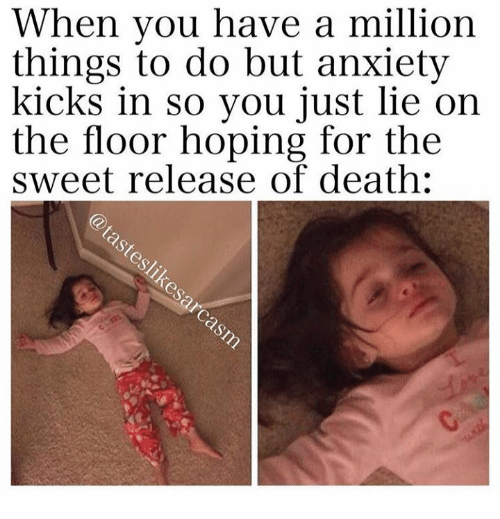 When you have a million
things to do but anxiety
kicks in so you just lie on
the floor hoping for the
sweet release of death:
@tasteslikesarcasm